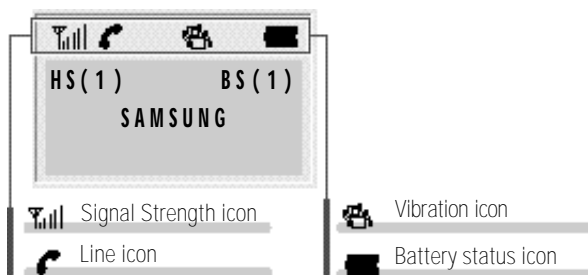 HS(1) BS(1)
SAMSUNG
Signal Strength icon
Vibration icon
Line icon
Battery status icon